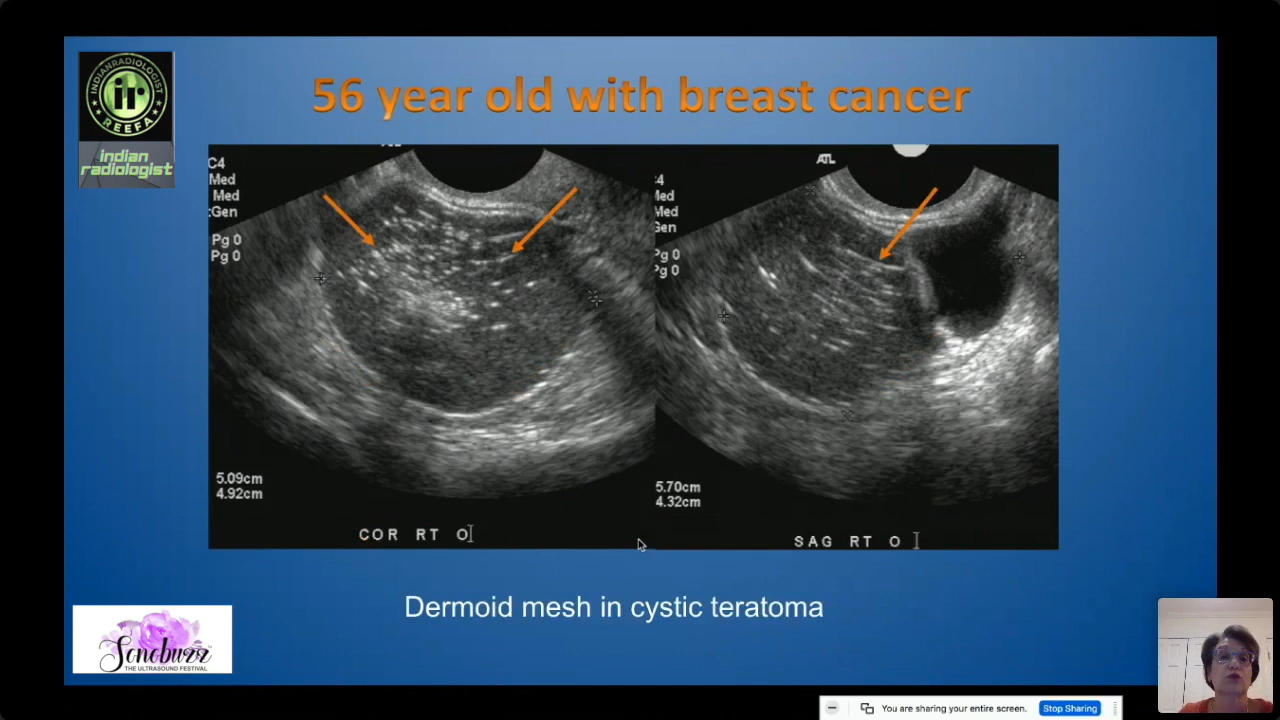 INDIANRADIOLOGIST
ir
REEFA
indian
radiologist
56 year old with breast cancer
C4
Med
Med
:Gen
Pg 0
Pg 0
5.09cm
4.92cm
COR RT O
ATL
:4
Med
Med
Gen
Pg 0
Pg 0
5.70cm
4.32cm
SAG RT O
Dermoid mesh in cystic teratoma
Sonobuzz
THE ULTRASOUND FESTIVAL
You are sharing your entire screen.
Stop Sharing